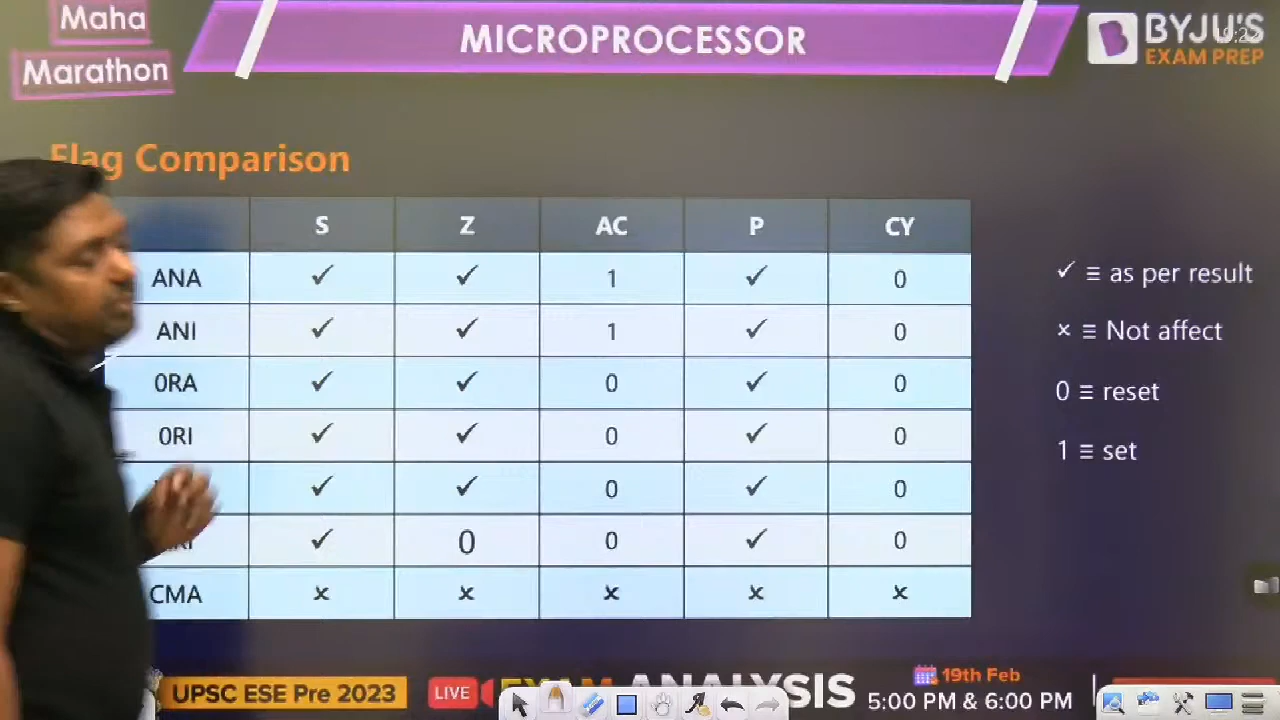 Maha
Marathon
MICROPROCESSOR
BYJU'S
EXAM PREP
Flag Comparison
S Z AC P CY
ANA ✓ ✓ 1 ✓ 0
ANI ✓ ✓ 1 ✓ 0
0RA ✓ ✓ 0 ✓ 0
0RI ✓ ✓ 0 ✓ 0
✓ ✓ 0 ✓ 0
✓ 0 0 ✓ 0
CMA × × × × ×
✓ ≡ as per result
× ≡ Not affect
0 ≡ reset
1 ≡ set
UPSC ESE Pre 2023
LIVE
EXAM ANALYSIS
19th Feb
5:00 PM & 6:00 PM